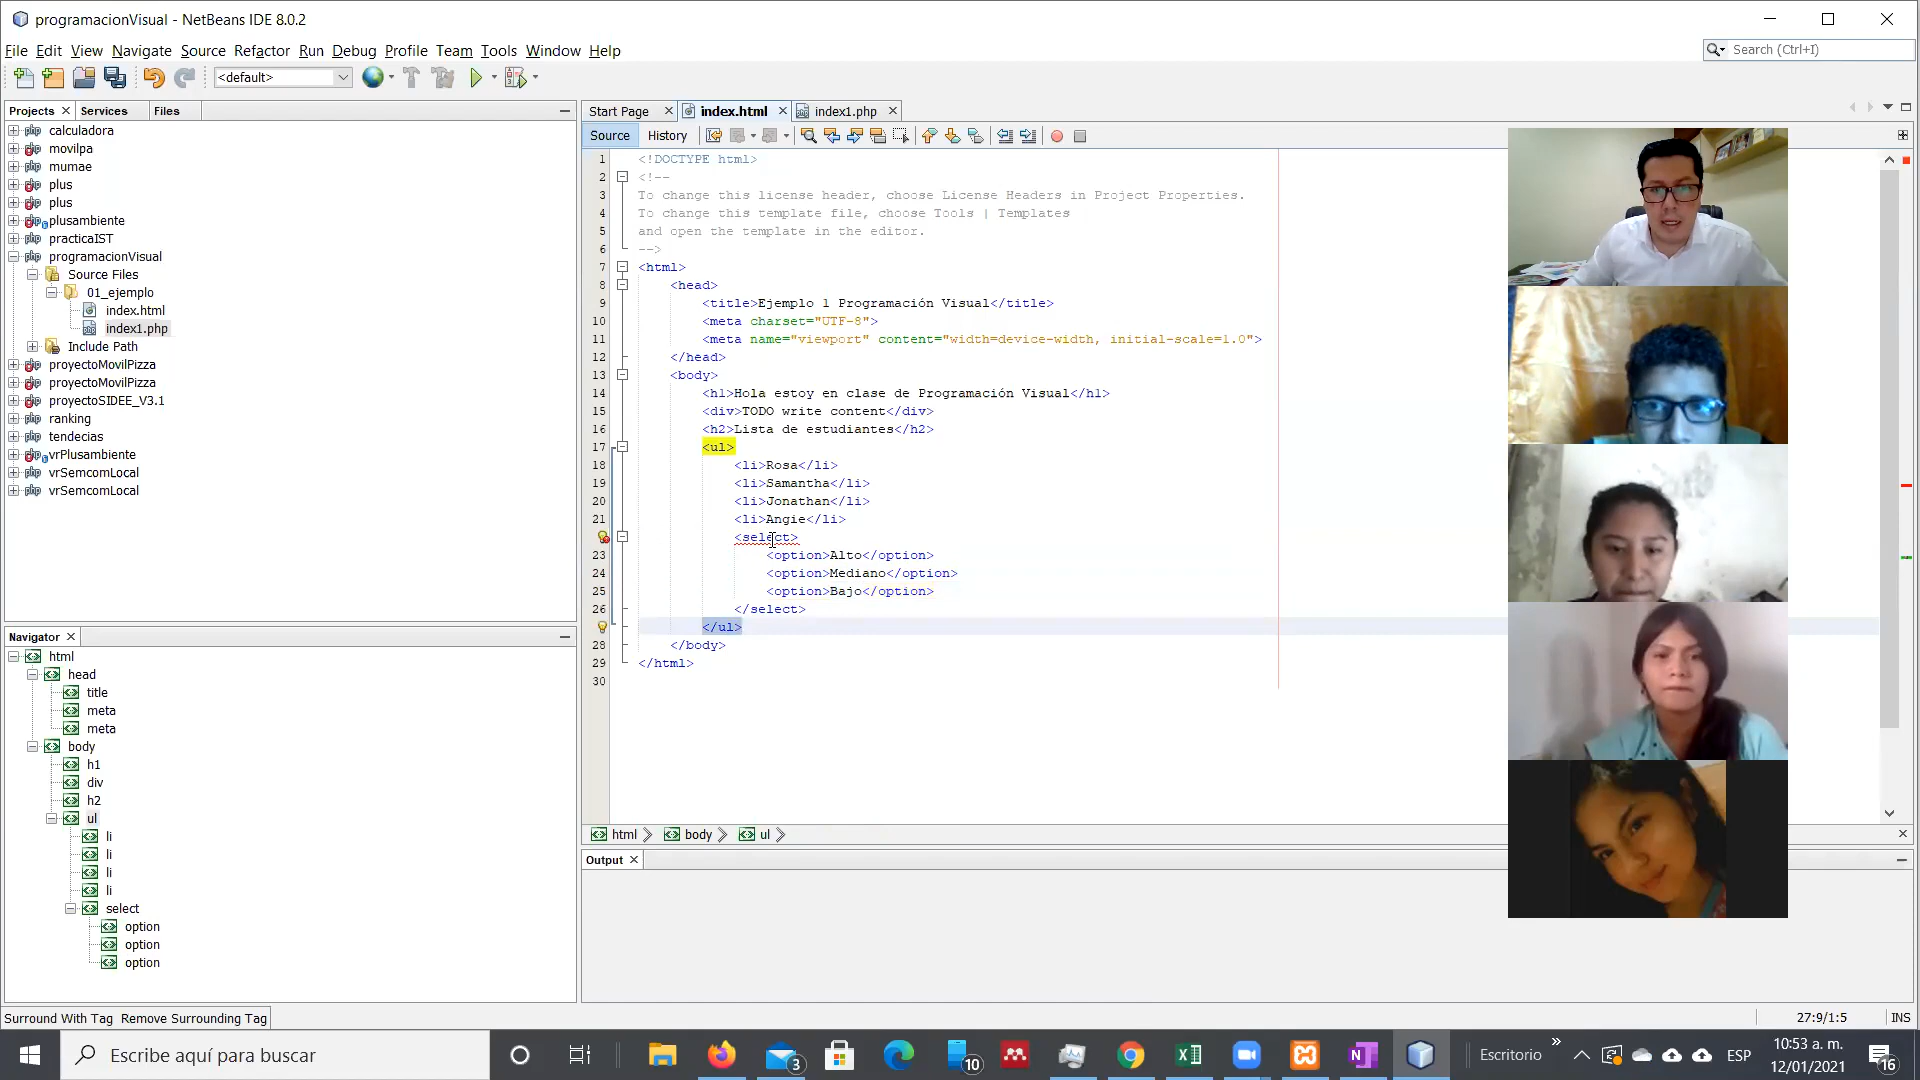 programacionVisual - NetBeans IDE 8.0.2
File Edit View Navigate Source Refactor Run Debug Profile Team Tools Window Help
Search (Ctrl+I)
<default>
Projects Services Files
calculadora
movilpa
mumae
plus
plus
plusambiente
practicaIST
programacionVisual
Source Files
01_ejemplo
index.html
index1.php
Include Path
proyectoMovilPizza
proyectoMovilPizza
proyectoSIDEE_V3.1
ranking
tendecias
vrPlusambiente
vrSemcomLocal
vrSemcomLocal
Navigator
html
head
title
meta
meta
body
h1
div
h2
ul
li
li
li
li
select
option
option
option
Start Page index.html index1.php
Source History
1 <!DOCTYPE html>
2 <!--
3 To change this license header, choose License Headers in Project Properties.
4 To change this template file, choose Tools | Templates
5 and open the template in the editor.
6 -->
7 <html>
8 <head>
9 <title>Ejemplo 1 Programación Visual</title>
10 <meta charset="UTF-8">
11 <meta name="viewport" content="width=device-width, initial-scale=1.0">
12 </head>
13 <body>
14 <h1>Hola estoy en clase de Programación Visual</h1>
15 <div>TODO write content</div>
16 <h2>Lista de estudiantes</h2>
17 <ul>
18 <li>Rosa</li>
19 <li>Samantha</li>
20 <li>Jonathan</li>
21 <li>Angie</li>
<select>
23 <option>Alto</option>
24 <option>Mediano</option>
25 <option>Bajo</option>
26 </select>
</ul>
28 </body>
29 </html>
30
html body ul
Output
Surround With Tag Remove Surrounding Tag
27:9/1:5 INS
Escribe aquí para buscar
3
10
Escritorio
ESP
10:53 a. m.
12/01/2021
16